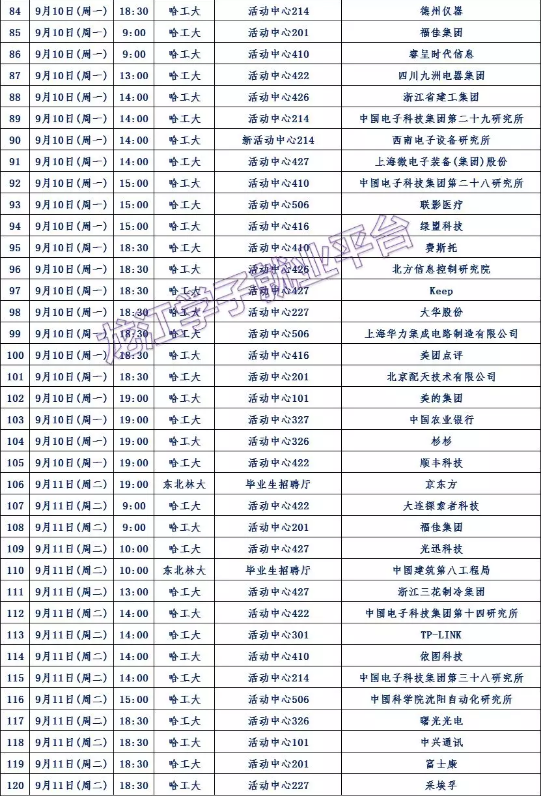 84 9月10日(周一) 18:30 哈工大 活动中心214 德州仪器
85 9月10日(周一) 9:00 哈工大 活动中心201 福佳集团
86 9月10日(周一) 9:00 哈工大 活动中心410 睿呈时代信息
87 9月10日(周一) 13:00 哈工大 活动中心422 四川九洲电器集团
88 9月10日(周一) 14:00 哈工大 活动中心426 浙江省建工集团
89 9月10日(周一) 14:00 哈工大 活动中心214 中国电子科技集团第二十九研究所
90 9月10日(周一) 14:00 哈工大 新活动中心214 西南电子设备研究所
91 9月10日(周一) 14:00 哈工大 活动中心427 上海微电子装备(集团)股份
92 9月10日(周一) 15:00 哈工大 活动中心410 中国电子科技集团第二十八研究所
93 9月10日(周一) 15:00 哈工大 活动中心506 联影医疗
94 9月10日(周一) 15:00 哈工大 活动中心416 绿盟科技
95 9月10日(周一) 18:30 哈工大 活动中心410 费斯托
96 9月10日(周一) 18:30 哈工大 活动中心426 北方信息控制研究院
97 9月10日(周一) 18:30 哈工大 活动中心427 Keep
98 9月10日(周一) 18:30 哈工大 活动中心227 大华股份
99 9月10日(周一) 18:30 哈工大 活动中心506 上海华力集成电路制造有限公司
100 9月10日(周一) 18:30 哈工大 活动中心416 美团点评
101 9月10日(周一) 18:30 哈工大 活动中心201 北京配天技术有限公司
102 9月10日(周一) 19:00 哈工大 活动中心101 美的集团
103 9月10日(周一) 19:00 哈工大 活动中心327 中国农业银行
104 9月10日(周一) 19:00 哈工大 活动中心326 杉杉
105 9月10日(周一) 19:00 哈工大 活动中心422 顺丰科技
106 9月11日(周二) 19:00 东北林大 毕业生招聘厅 京东方
107 9月11日(周二) 9:00 哈工大 活动中心422 大连探索者科技
108 9月11日(周二) 9:00 哈工大 活动中心201 福佳集团
109 9月11日(周二) 10:00 哈工大 活动中心427 光迅科技
110 9月11日(周二) 10:00 东北林大 毕业生招聘厅 中国建筑第八工程局
111 9月11日(周二) 13:00 哈工大 活动中心427 浙江三花制冷集团
112 9月11日(周二) 14:00 哈工大 活动中心422 中国电子科技集团第十四研究所
113 9月11日(周二) 14:00 哈工大 活动中心301 TP-LINK
114 9月11日(周二) 14:00 哈工大 活动中心410 依图科技
115 9月11日(周二) 14:00 哈工大 活动中心214 中国电子科技集团第三十八研究所
116 9月11日(周二) 15:00 哈工大 活动中心506 中国科学院沈阳自动化研究所
117 9月11日(周二) 18:30 哈工大 活动中心326 曙光光电
118 9月11日(周二) 18:30 哈工大 活动中心101 中兴通讯
119 9月11日(周二) 18:30 哈工大 活动中心201 富士康
120 9月11日(周二) 18:30 哈工大 活动中心227 采埃孚
龙江学子就业平台